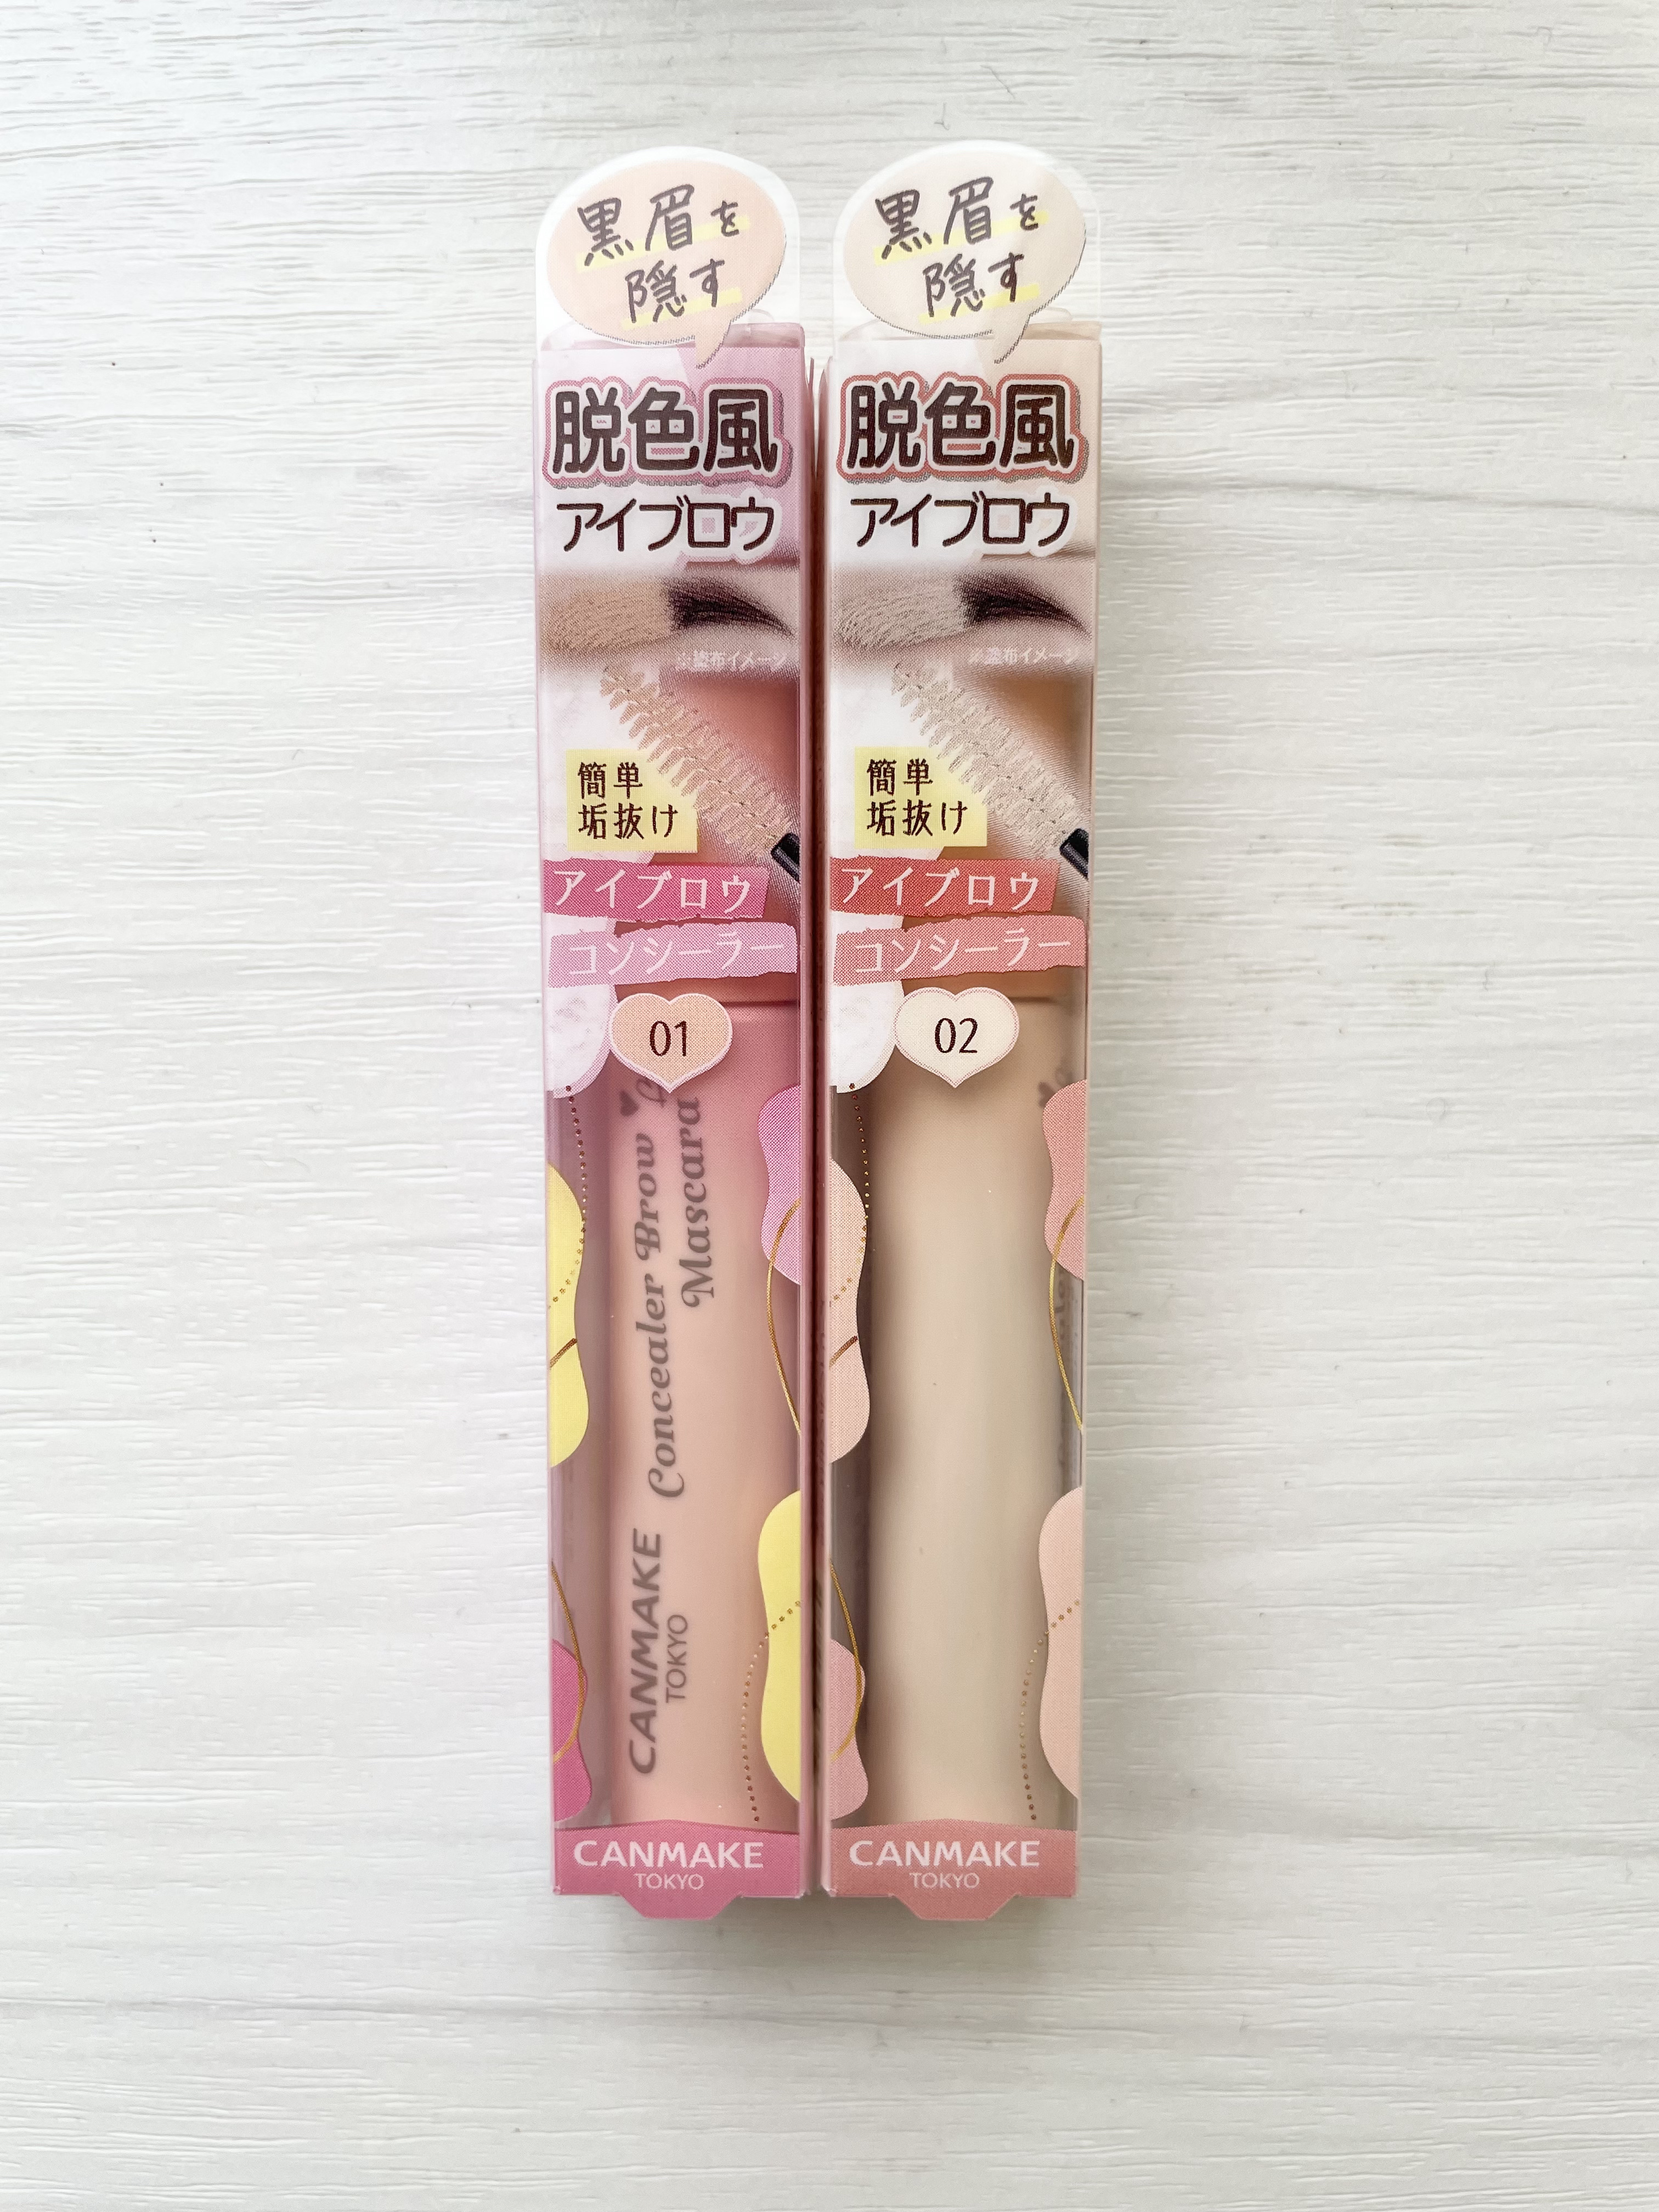 黒眉を
隠す
脱色風
アイブロウ
※塗布イメージ
簡単
垢抜け
アイブロウ
コンシーラー
01
Concealer Brow
Mascara
CANMAKE
TOKYO
CANMAKE
TOKYO
黒眉を
隠す
脱色風
アイブロウ
※塗布イメージ
簡単
垢抜け
アイブロウ
コンシーラー
02
CANMAKE
TOKYO